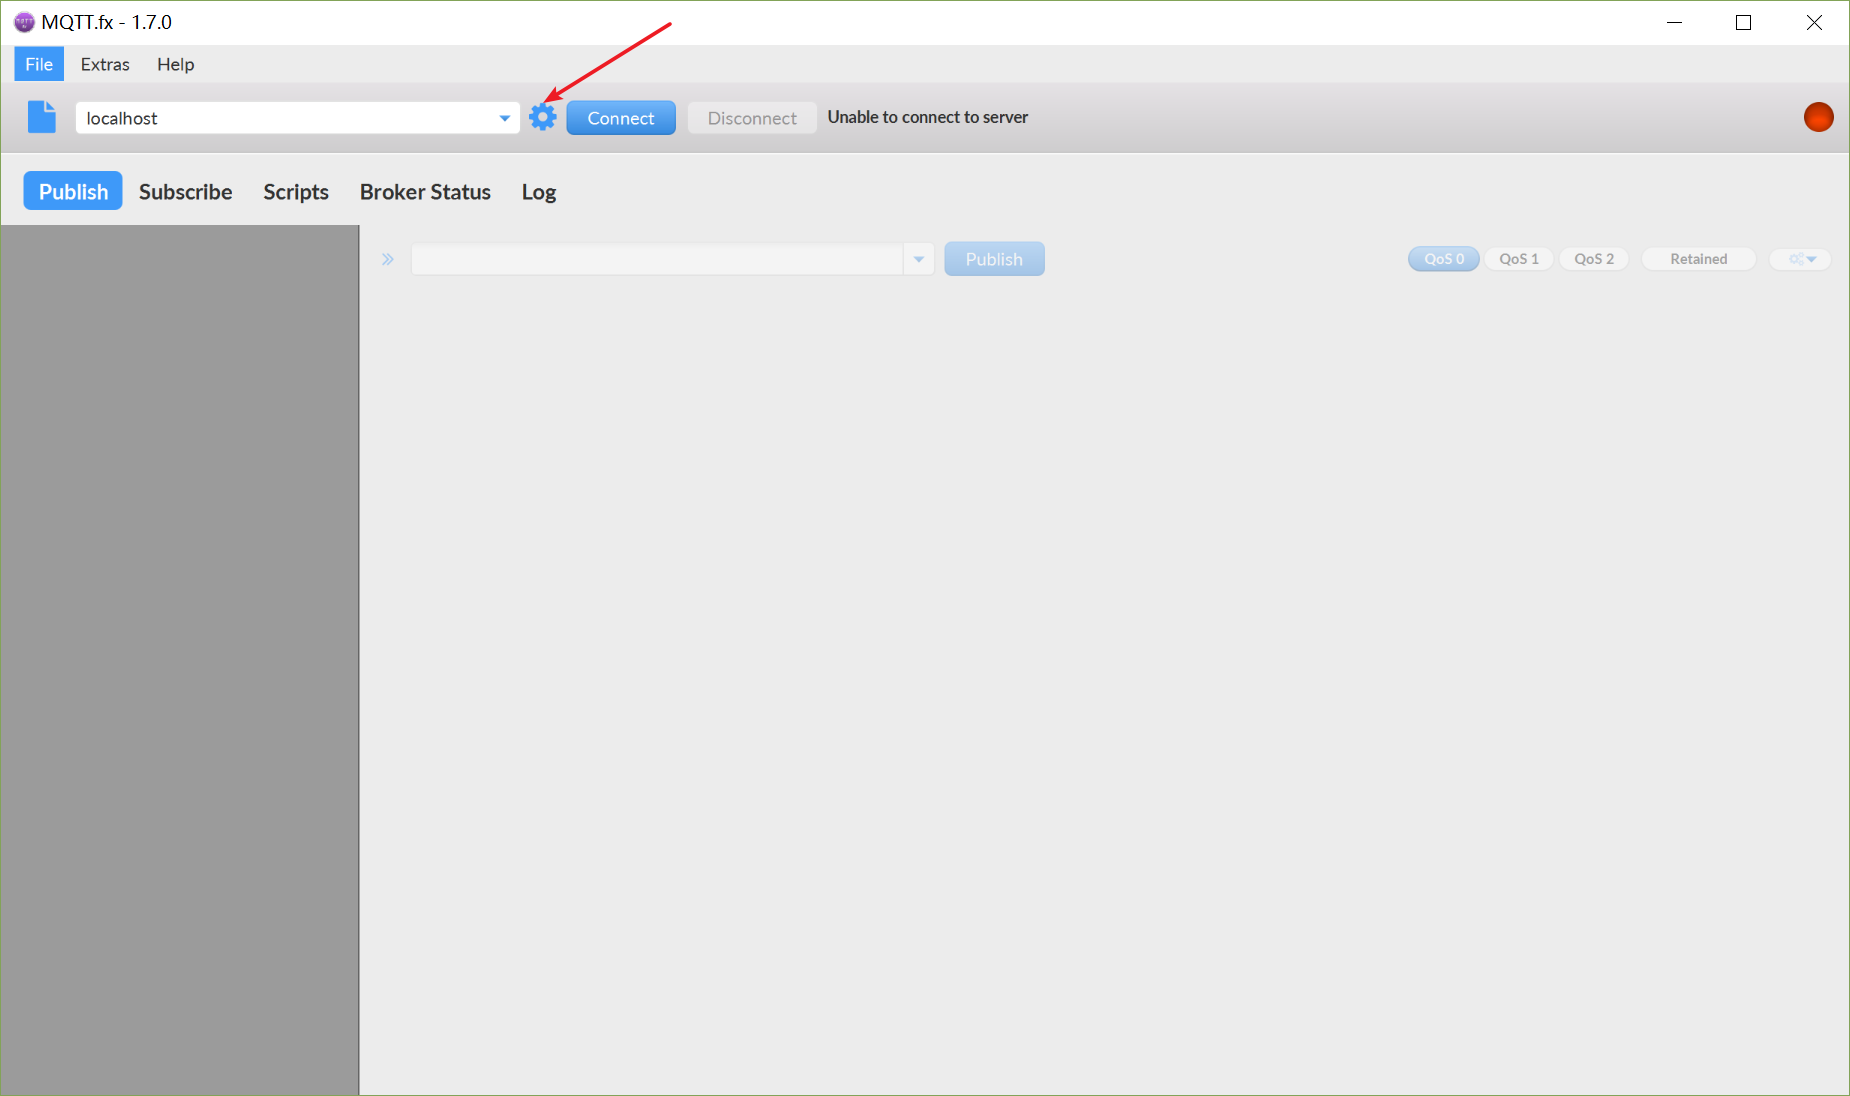 MQTT.fx - 1.7.0
File Extras Help
localhost Connect Disconnect Unable to connect to server
Publish Subscribe Scripts Broker Status Log
Publish QoS 0 QoS 1 QoS 2 Retained